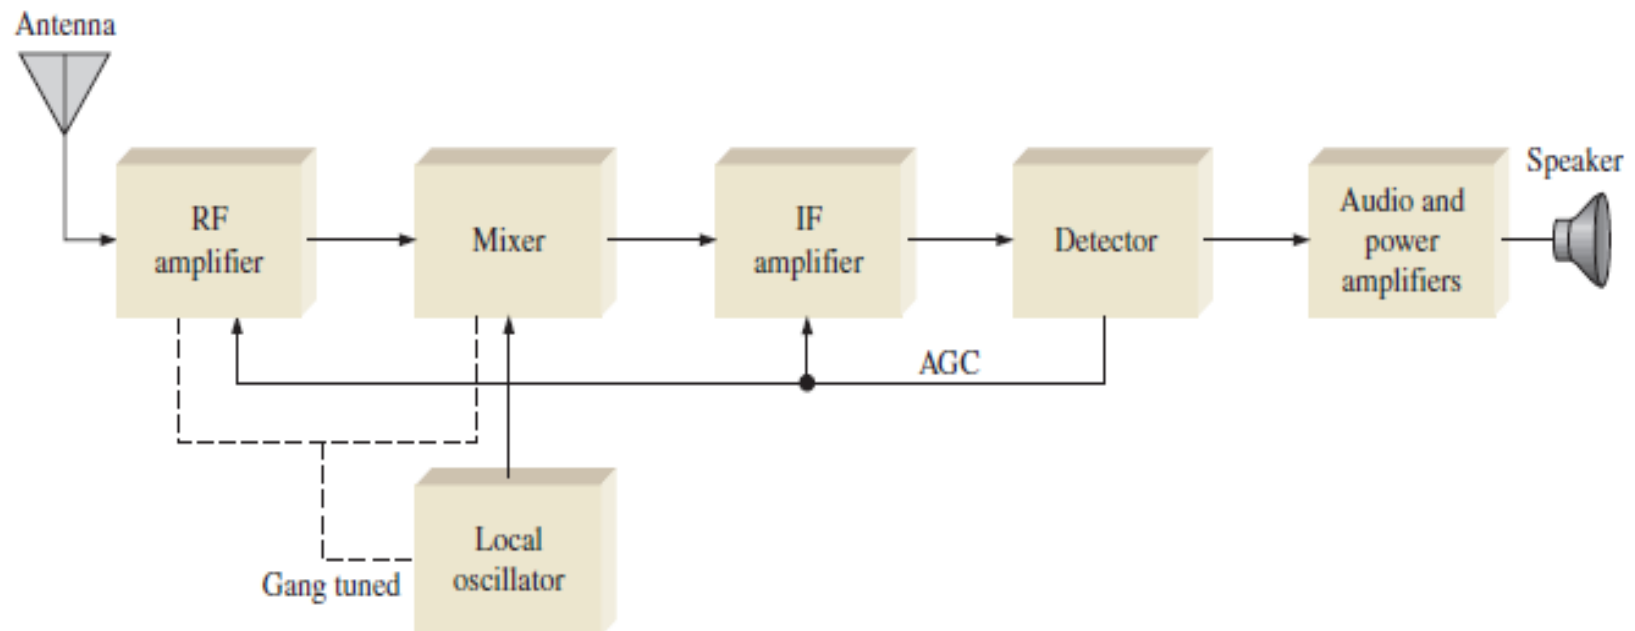 Antenna
RF
amplifier
Mixer
IF
amplifier
Detector
Audio and
power
amplifiers
Speaker
AGC
Local
oscillator
Gang tuned